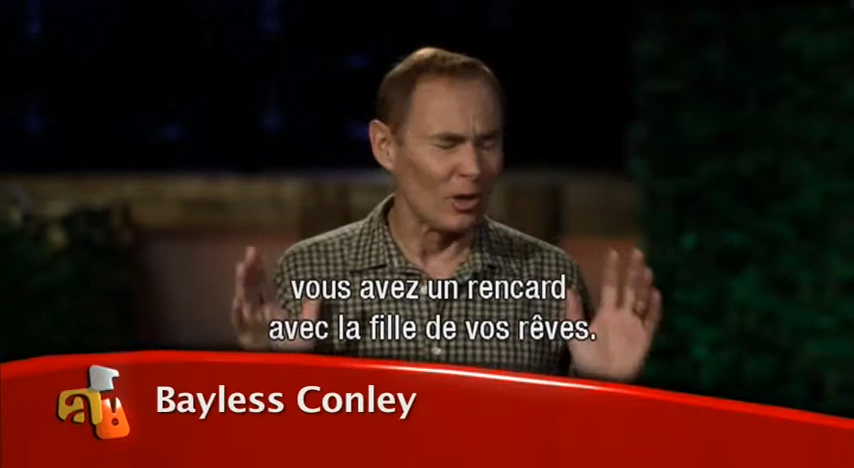 vous avez un rencard
avec la fille de vos rêves.
Bayless Conley